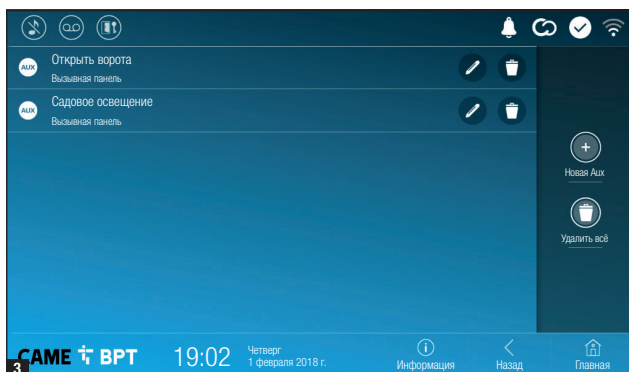 AUX
Открыть ворота
Вызывная панель
AUX
Садовое освещение
Вызывная панель
Новая Aux
Удалить всё
3
CAME BPT
19:02
Четверг
1 февраля 2018 г.
Информация
Назад
Главная